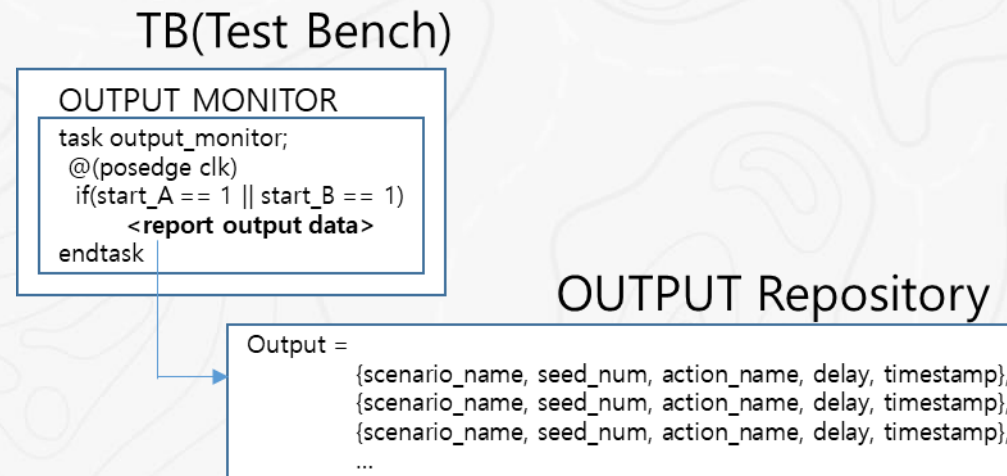 TB(Test Bench)
OUTPUT MONITOR
task output_monitor;
@(posedge clk)
if(start_A == 1 || start_B == 1)
<report output data>
endtask
OUTPUT Repository
Output =
{scenario_name, seed_num, action_name, delay, timestamp},
{scenario_name, seed_num, action_name, delay, timestamp},
{scenario_name, seed_num, action_name, delay, timestamp},
...